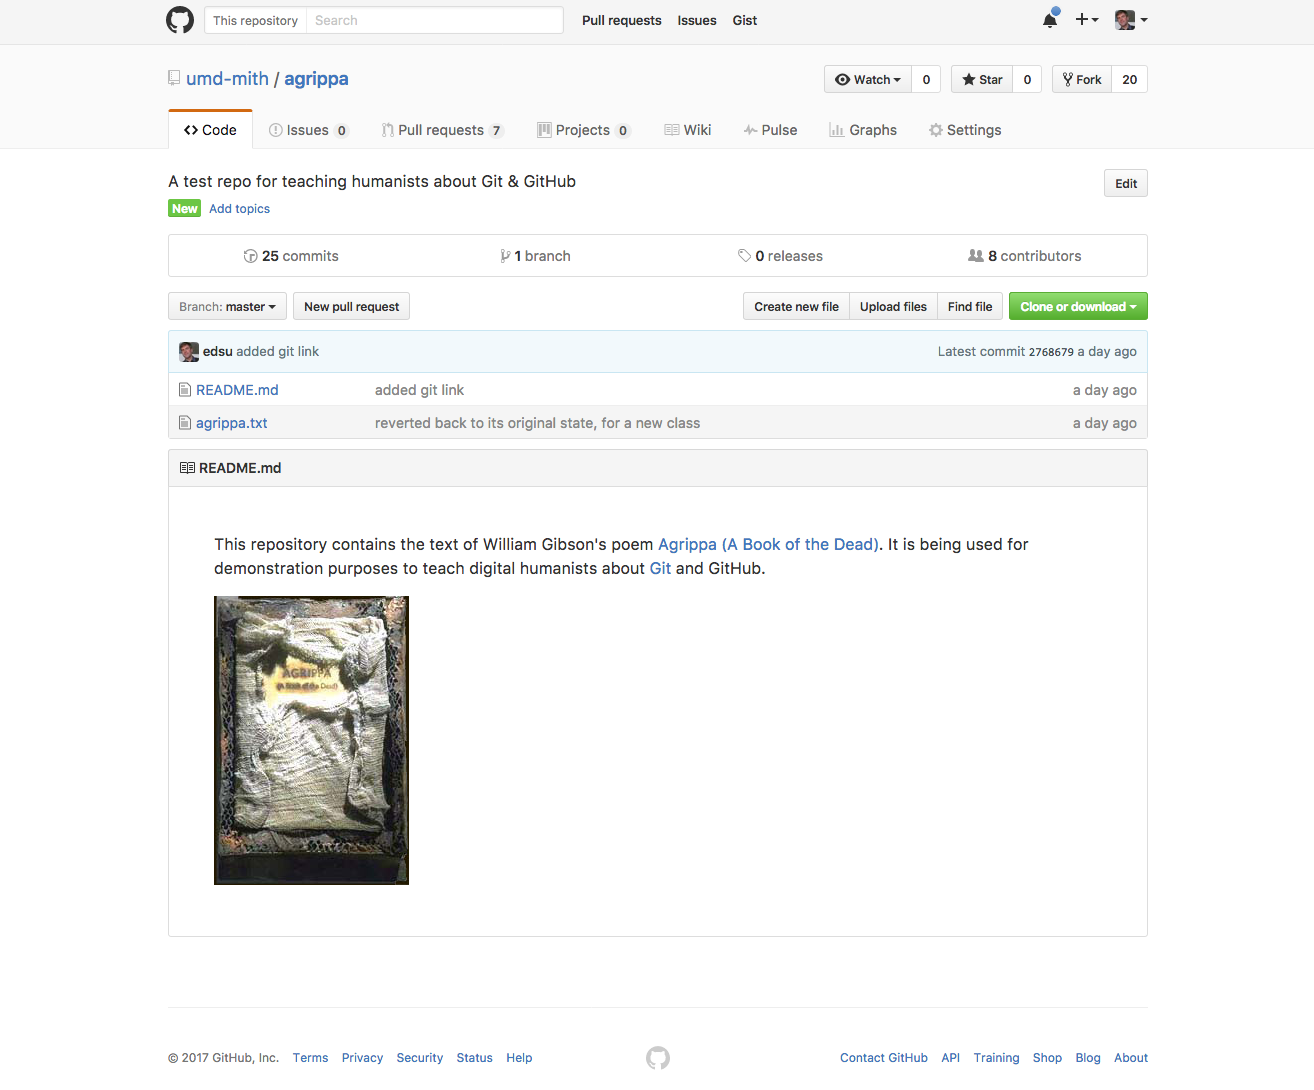 This repository Search Pull requests Issues Gist
umd-mith / agrippa Watch 0 Star 0 Fork 20
Code Issues 0 Pull requests 7 Projects 0 Wiki Pulse Graphs Settings
A test repo for teaching humanists about Git & GitHub Edit
New Add topics
25 commits 1 branch 0 releases 8 contributors
Branch: master New pull request Create new file Upload files Find file Clone or download
edsu added git link Latest commit 2768679 a day ago
README.md added git link a day ago
agrippa.txt reverted back to its original state, for a new class a day ago
README.md
This repository contains the text of William Gibson's poem Agrippa (A Book of the Dead). It is being used for
demonstration purposes to teach digital humanists about Git and GitHub.
AGRIPPA
(A Book of the Dead)
© 2017 GitHub, Inc. Terms Privacy Security Status Help Contact GitHub API Training Shop Blog About